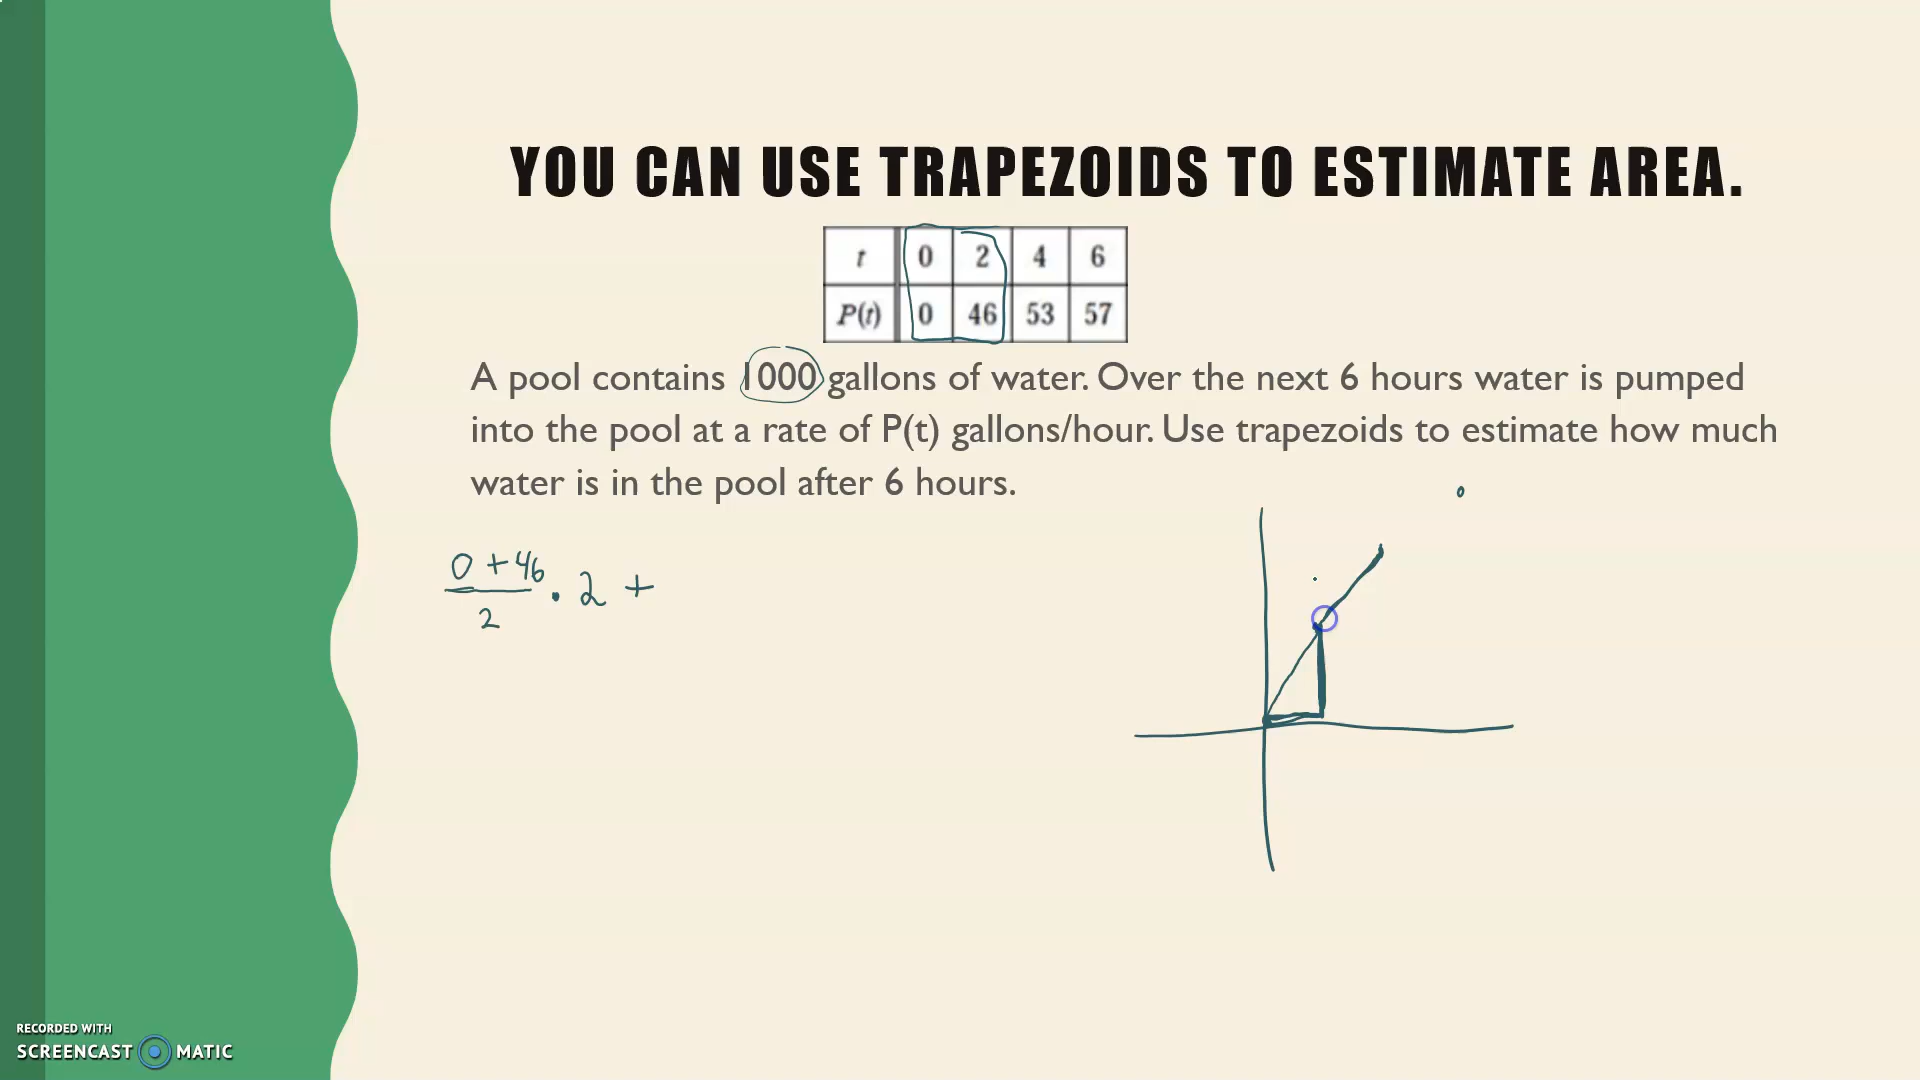 YOU CAN USE TRAPEZOIDS TO ESTIMATE AREA.
t 0 2 4 6
P(t) 0 46 53 57
A pool contains 1000 gallons of water. Over the next 6 hours water is pumped
into the pool at a rate of P(t) gallons/hour. Use trapezoids to estimate how much
water is in the pool after 6 hours.
0 + 46
2
· 2 +
RECORDED WITH
SCREENCAST MATIC